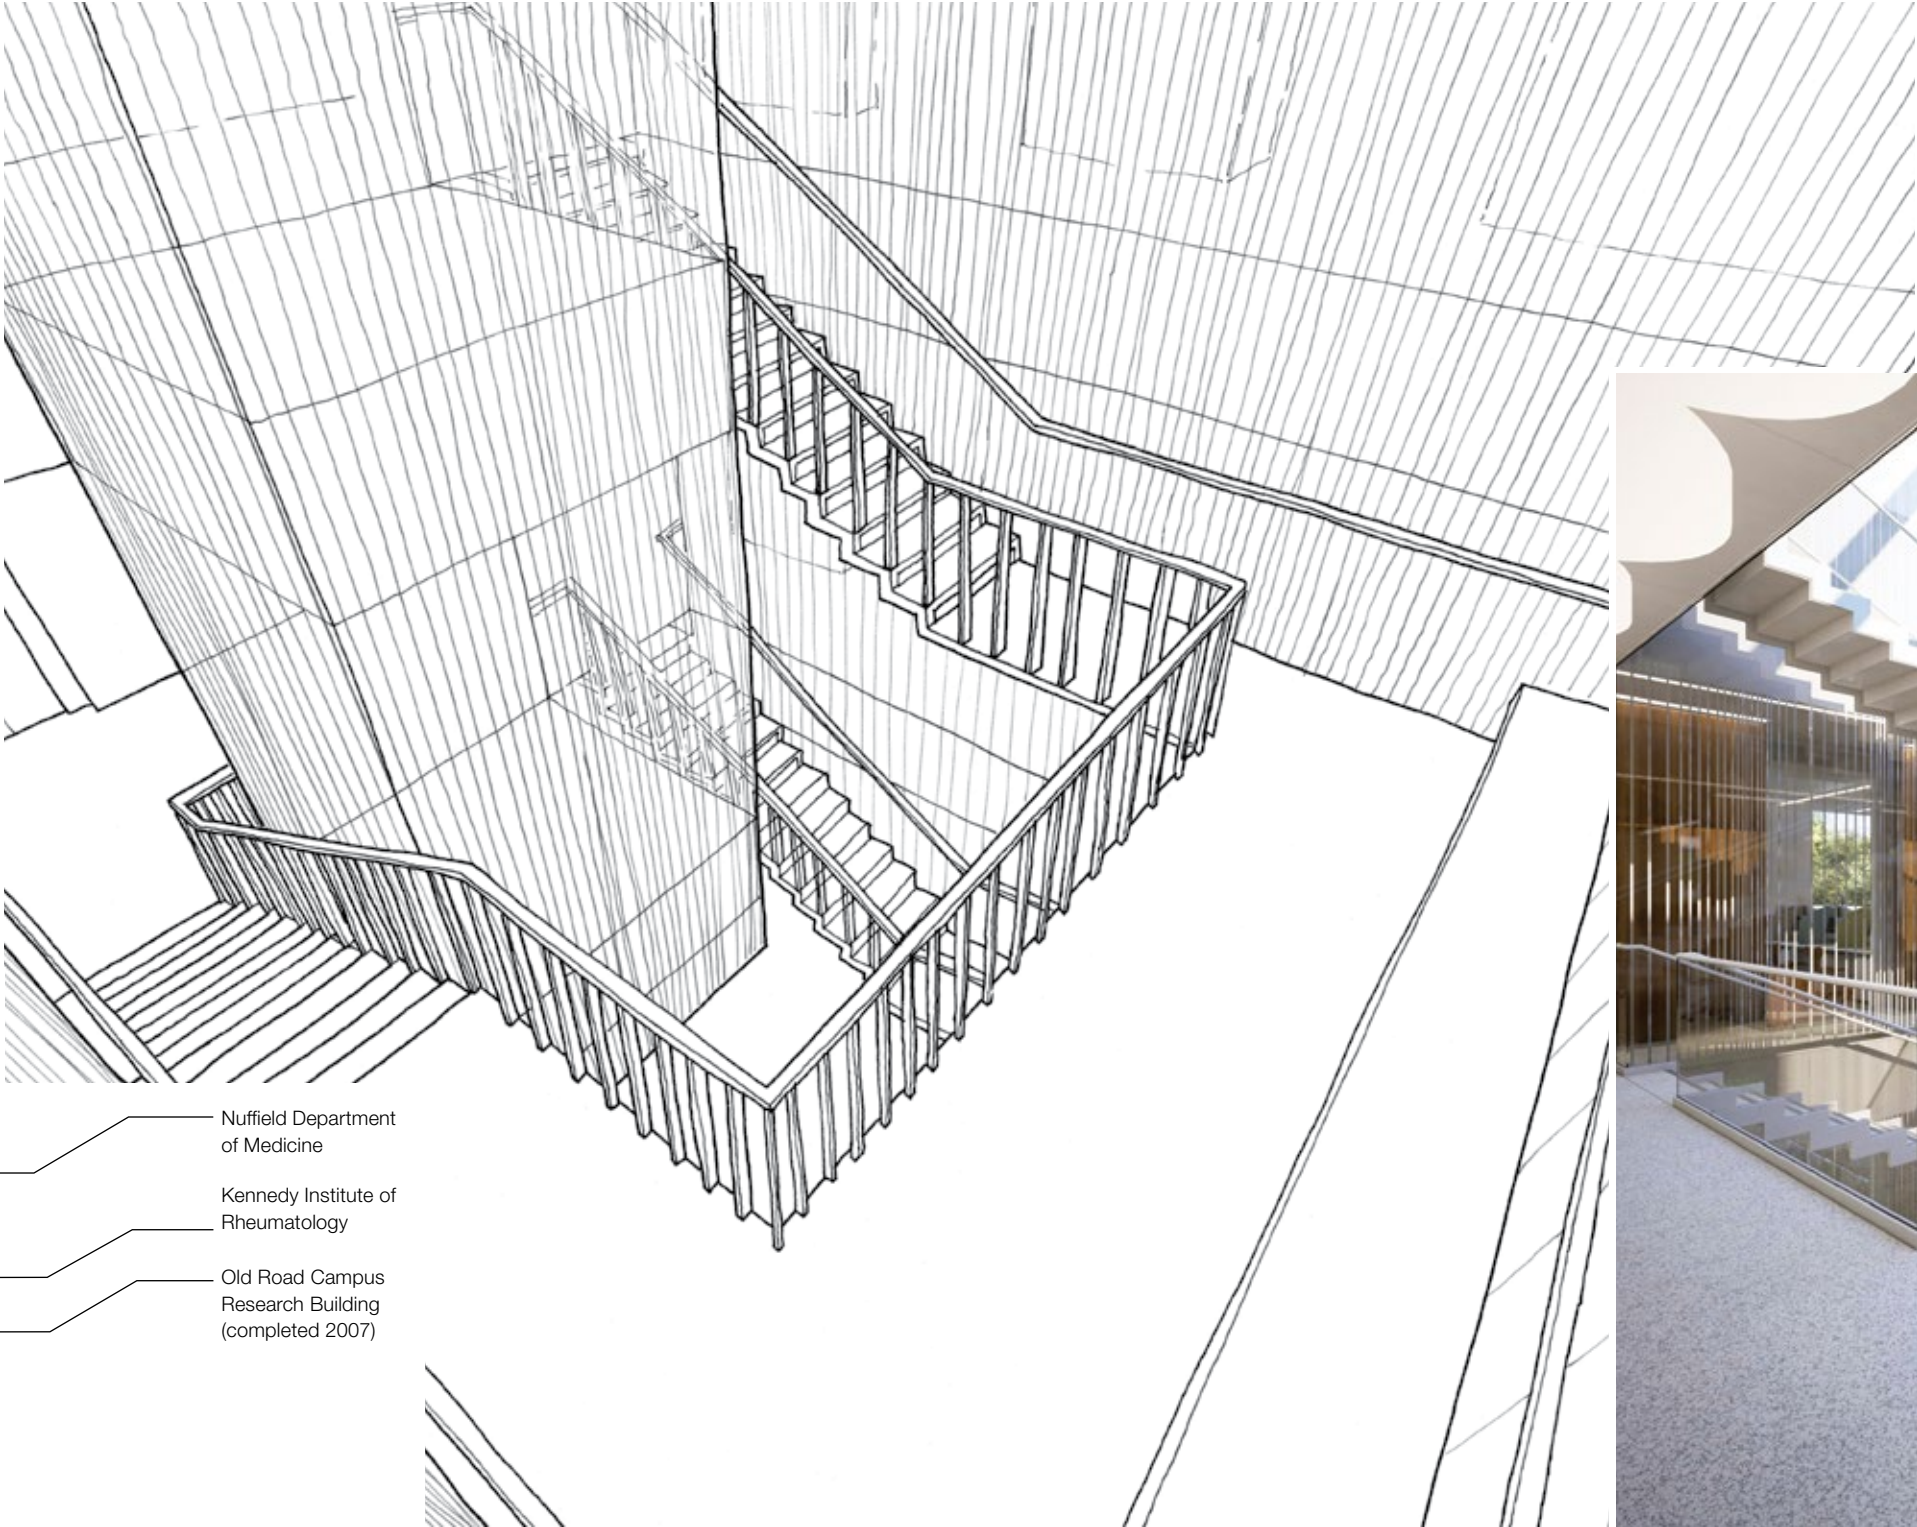 Nuffield Department
of Medicine
Kennedy Institute of
Rheumatology
Old Road Campus
Research Building
(completed 2007)